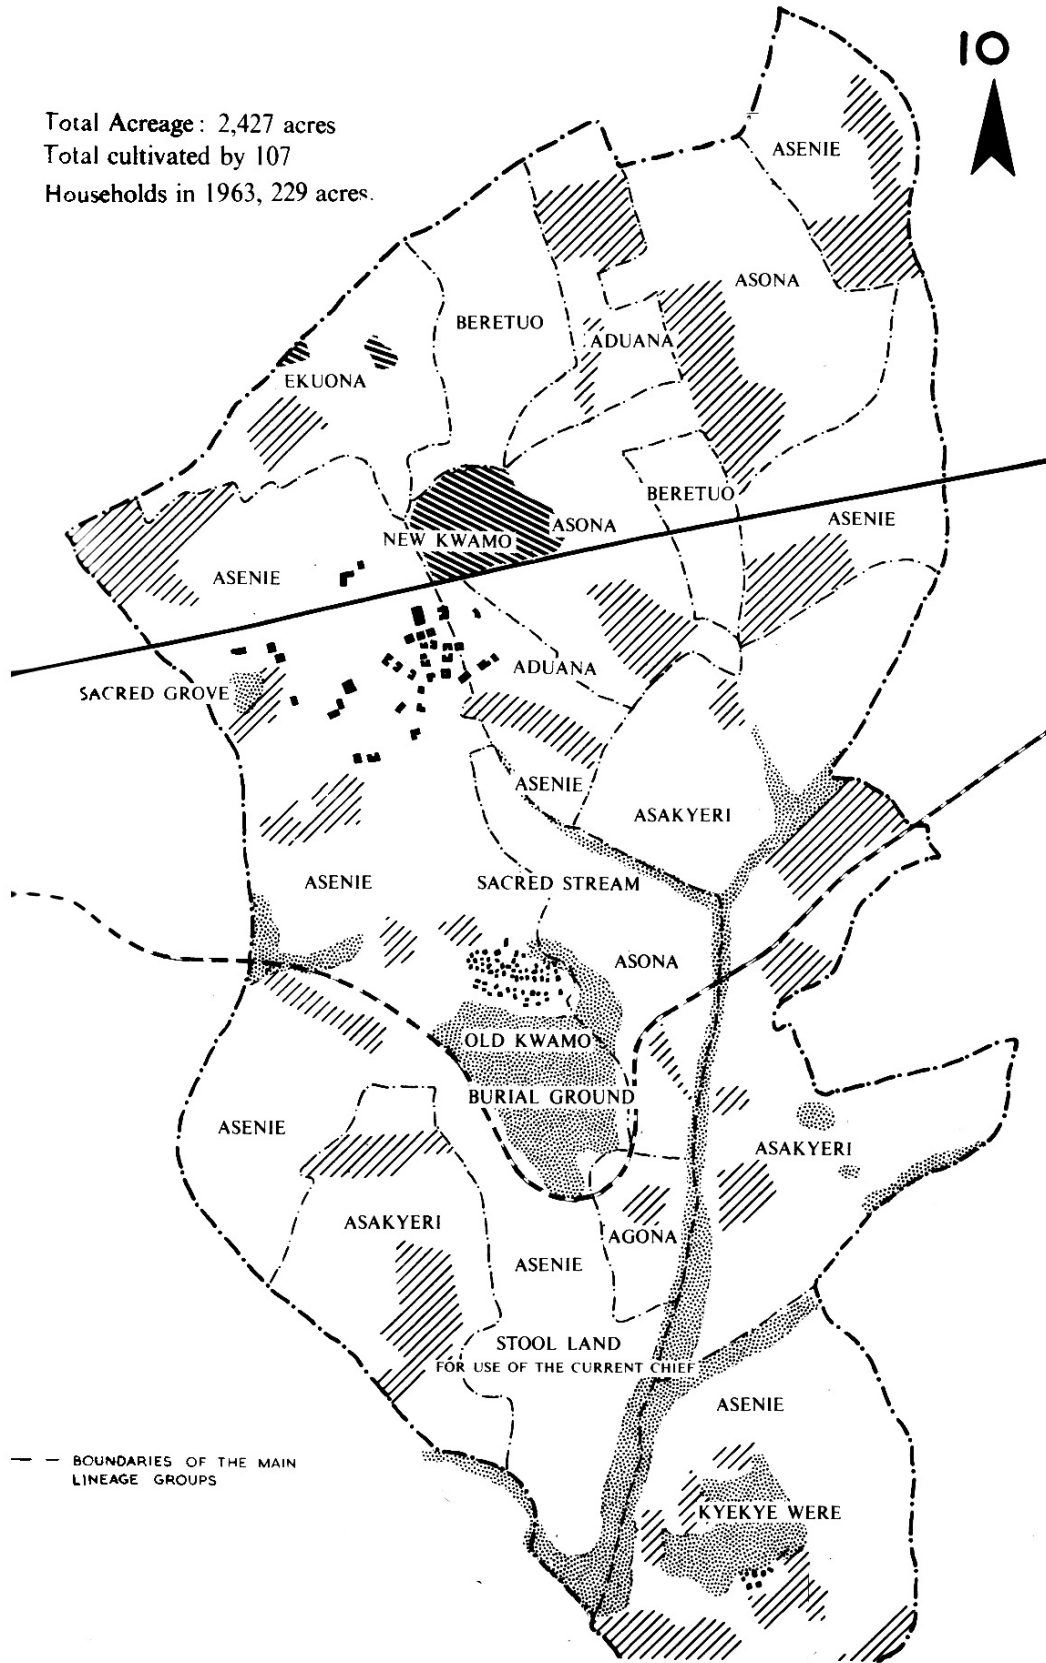 IO
Total Acreage: 2,427 acres
Total cultivated by 107
Households in 1963, 229 acres.
ASENIE
ASONA
BERETUO
ADUANA
EKUONA
BERETUO
ASENIE
ASONA
NEW KWAMO
ASENIE
ADUANA
SACRED GROVE
ASENIE
ASAKYERI
ASENIE
SACRED STREAM
ASONA
OLD KWAMO
BURIAL GROUND
ASENIE
ASAKYERI
ASAKYERI
AGONA
ASENIE
STOOL LAND
FOR USE OF THE CURRENT CHIEF
ASENIE
BOUNDARIES OF THE MAIN
LINEAGE GROUPS
KYEKYE WERE